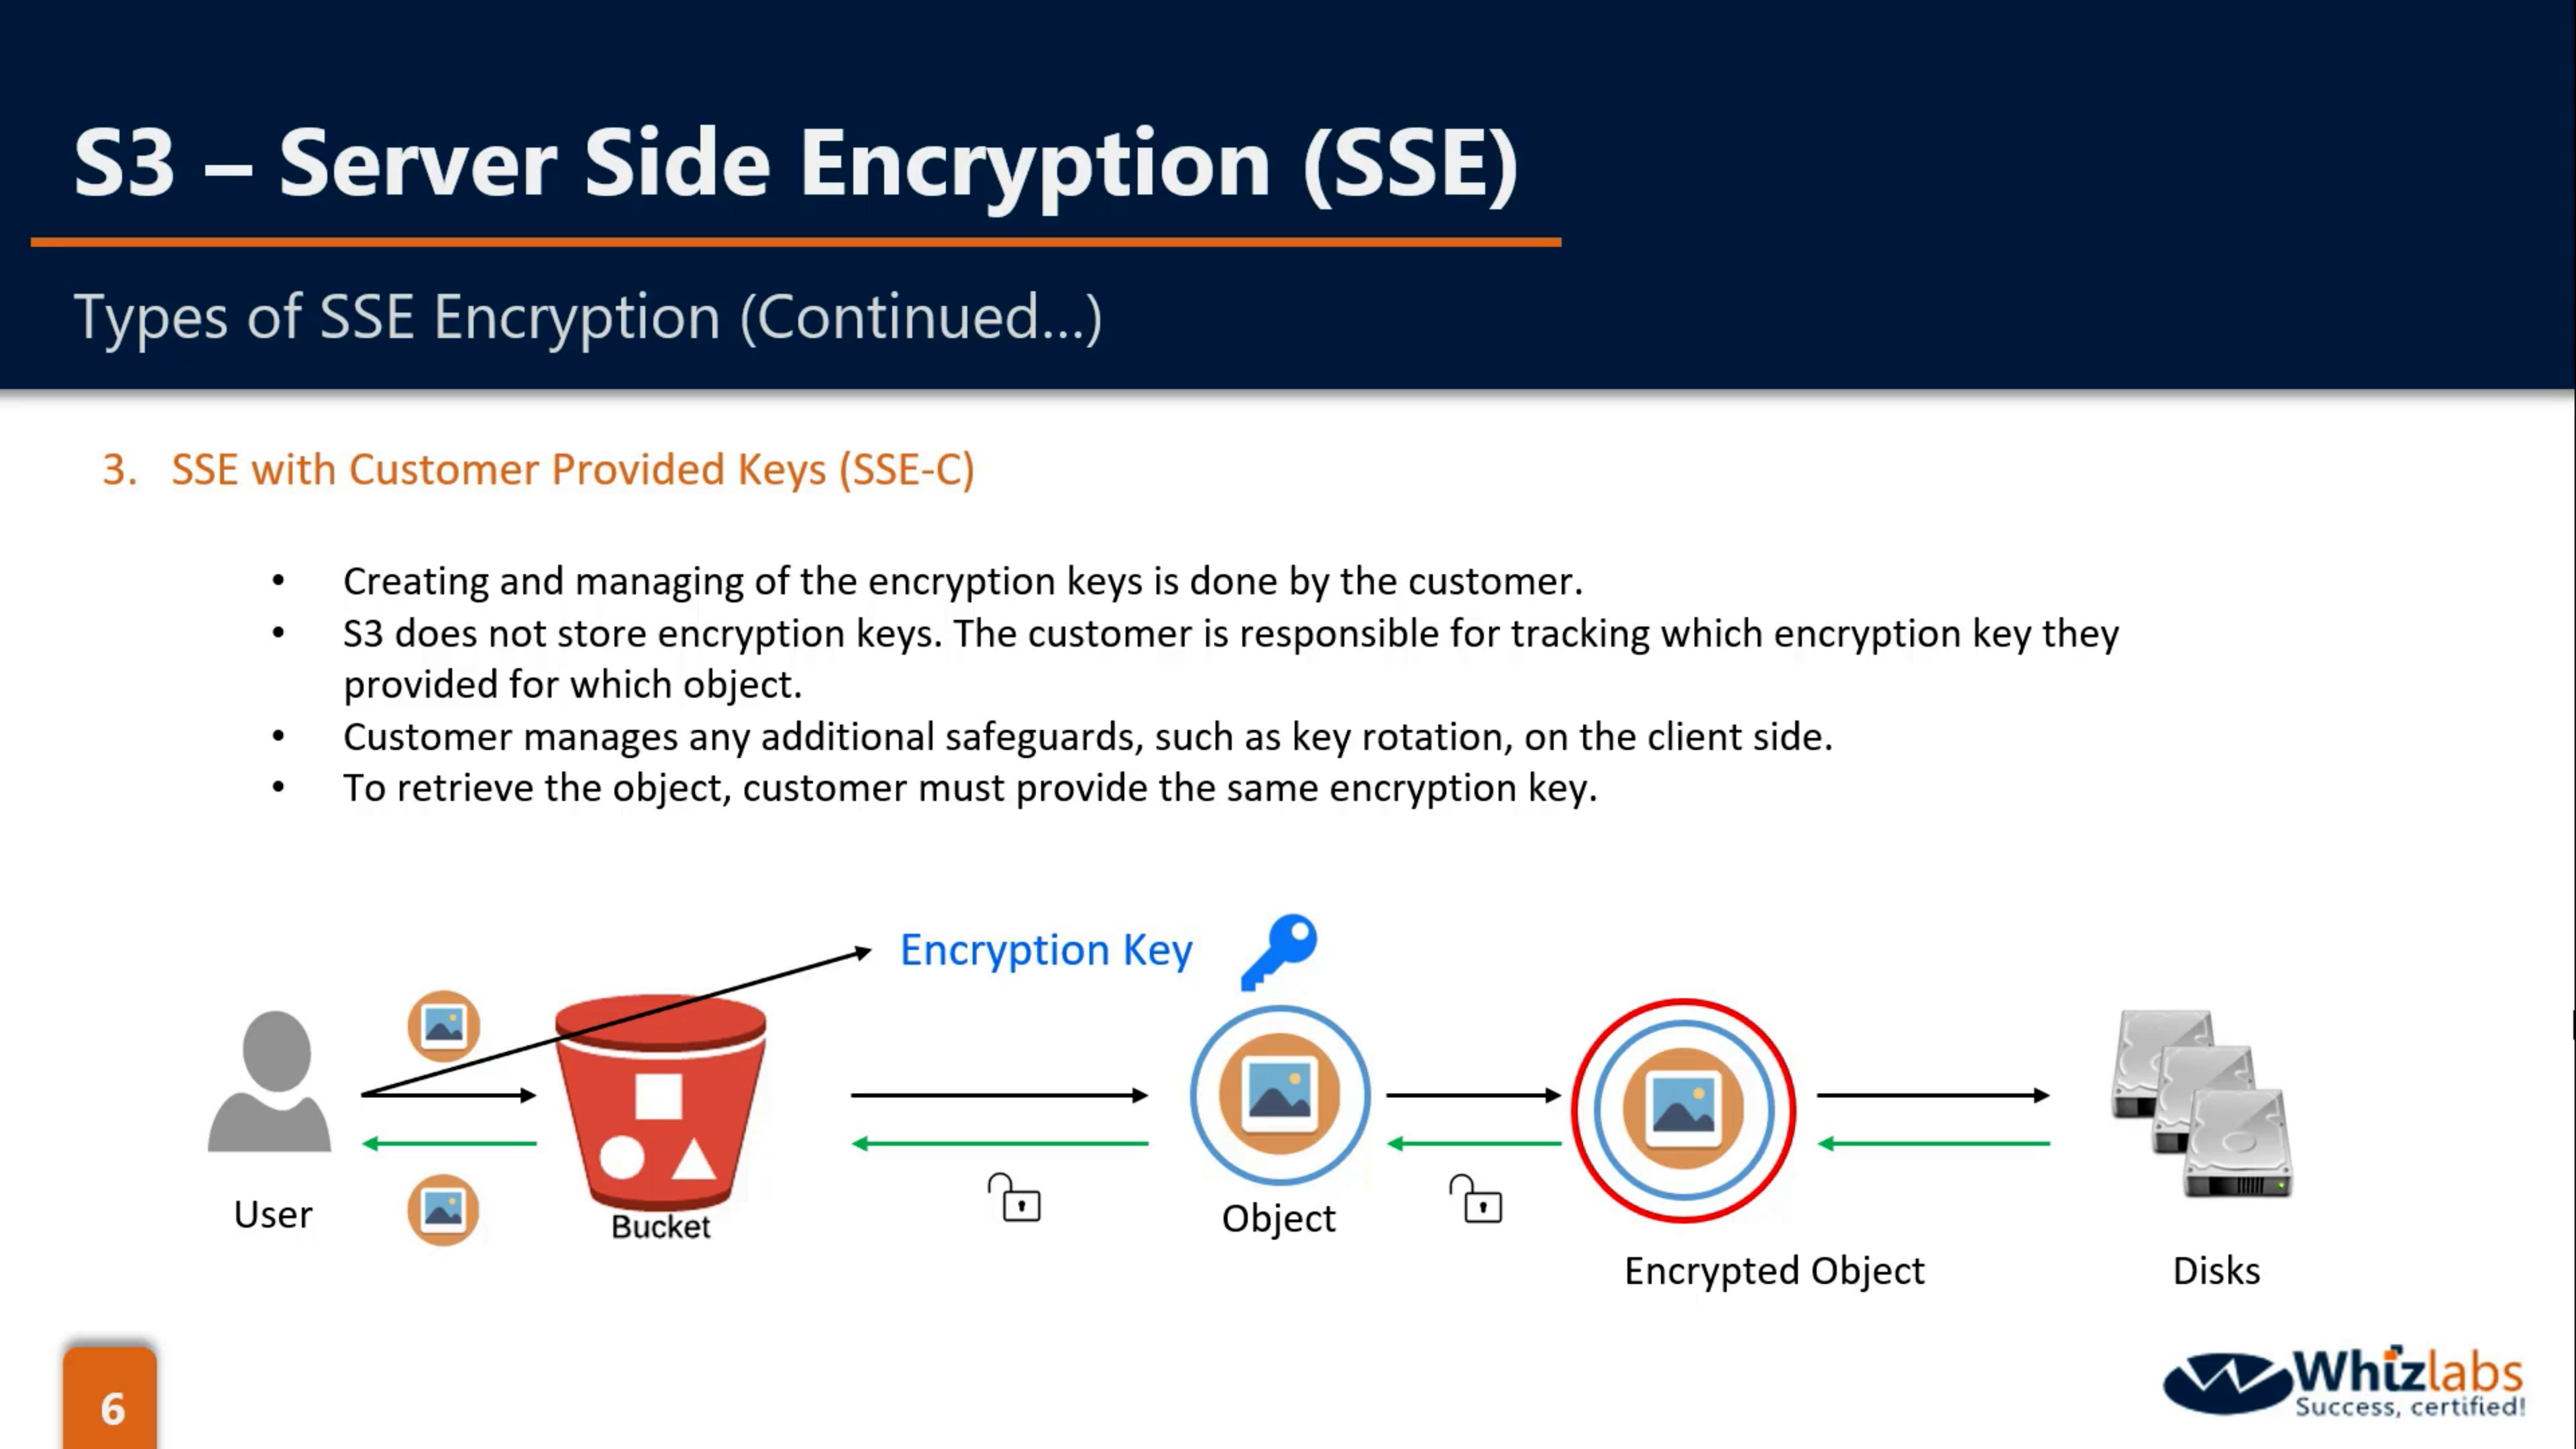 S3 – Server Side Encryption (SSE)
Types of SSE Encryption (Continued...)
3. SSE with Customer Provided Keys (SSE-C)
• Creating and managing of the encryption keys is done by the customer.
• S3 does not store encryption keys. The customer is responsible for tracking which encryption key they
provided for which object.
• Customer manages any additional safeguards, such as key rotation, on the client side.
• To retrieve the object, customer must provide the same encryption key.
Encryption Key
User
Bucket
Object
Encrypted Object
Disks
6
Whizlabs
Success, certified!